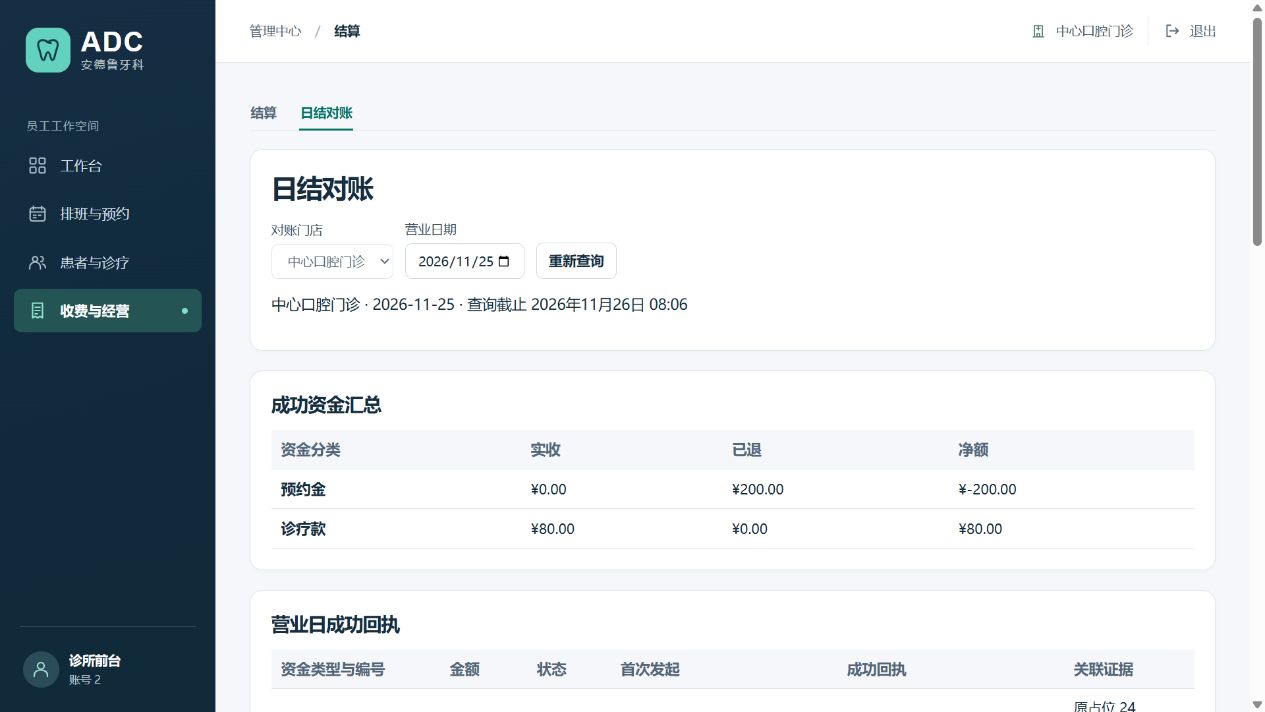 ADC
安德鲁牙科
员工工作空间
工作台
排班与预约
患者与诊疗
收费与经营
诊所前台
账号 2
管理中心 / 结算
中心口腔门诊
退出
结算 日结对账
日结对账
对账门店 营业日期
中心口腔门诊 2026/11/25 重新查询
中心口腔门诊 · 2026-11-25 · 查询截止 2026年11月26日 08:06
成功资金汇总
资金分类 实收 已退 净额
预约金 ¥0.00 ¥200.00 ¥-200.00
诊疗款 ¥80.00 ¥0.00 ¥80.00
营业日成功回执
资金类型与编号 金额 状态 首次发起 成功回执 关联证据
原占位 24